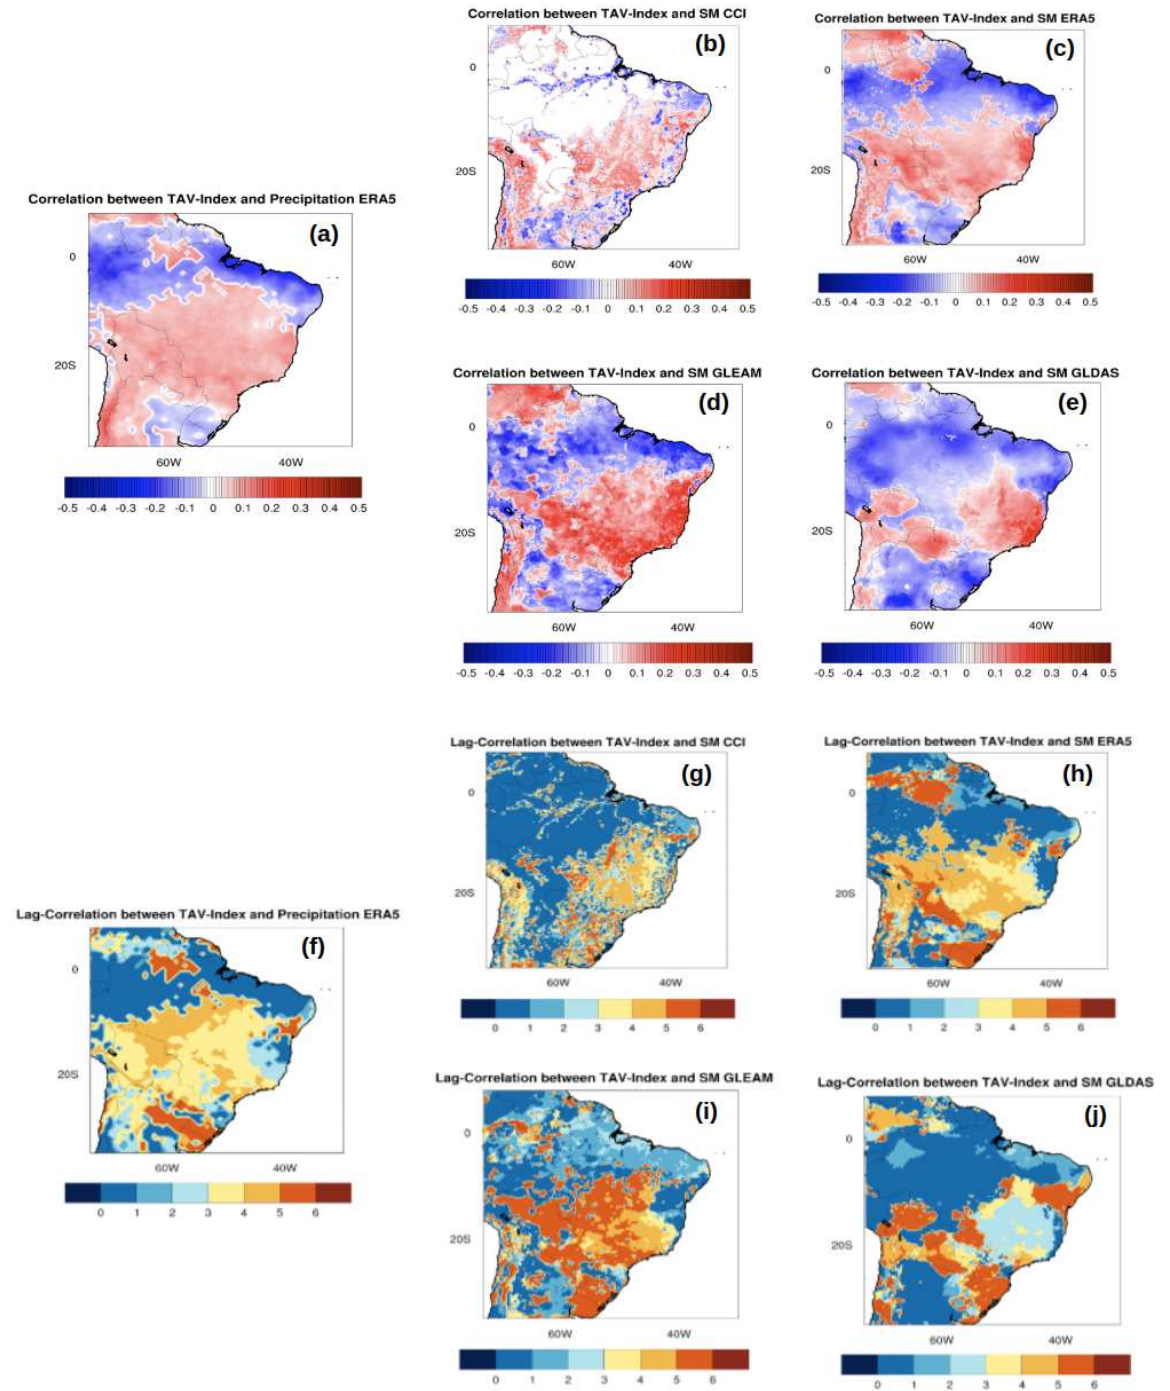 Correlation between TAV-Index and SM CCI
(b)
0
20S
60W 40W
-0.5 -0.4 -0.3 -0.2 -0.1 0 0.1 0.2 0.3 0.4 0.5
Correlation between TAV-Index and SM ERA5
(c)
0
20S
60W 40W
-0.5 -0.4 -0.3 -0.2 -0.1 0 0.1 0.2 0.3 0.4 0.5
Correlation between TAV-Index and Precipitation ERA5
(a)
0
20S
60W 40W
-0.5 -0.4 -0.3 -0.2 -0.1 0 0.1 0.2 0.3 0.4 0.5
Correlation between TAV-Index and SM GLEAM
(d)
0
20S
60W 40W
-0.5 -0.4 -0.3 -0.2 -0.1 0 0.1 0.2 0.3 0.4 0.5
Correlation between TAV-Index and SM GLDAS
(e)
0
20S
60W 40W
-0.5 -0.4 -0.3 -0.2 -0.1 0 0.1 0.2 0.3 0.4 0.5
Lag-Correlation between TAV-Index and SM CCI
(g)
0
20S
60W 40W
0 1 2 3 4 5 6
Lag-Correlation between TAV-Index and SM ERA5
(h)
0
20S
60W 40W
0 1 2 3 4 5 6
Lag-Correlation between TAV-Index and Precipitation ERA5
(f)
0
20S
60W 40W
0 1 2 3 4 5 6
Lag-Correlation between TAV-Index and SM GLEAM
(i)
0
20S
60W 40W
0 1 2 3 4 5 6
Lag-Correlation between TAV-Index and SM GLDAS
(j)
0
20S
60W 40W
0 1 2 3 4 5 6